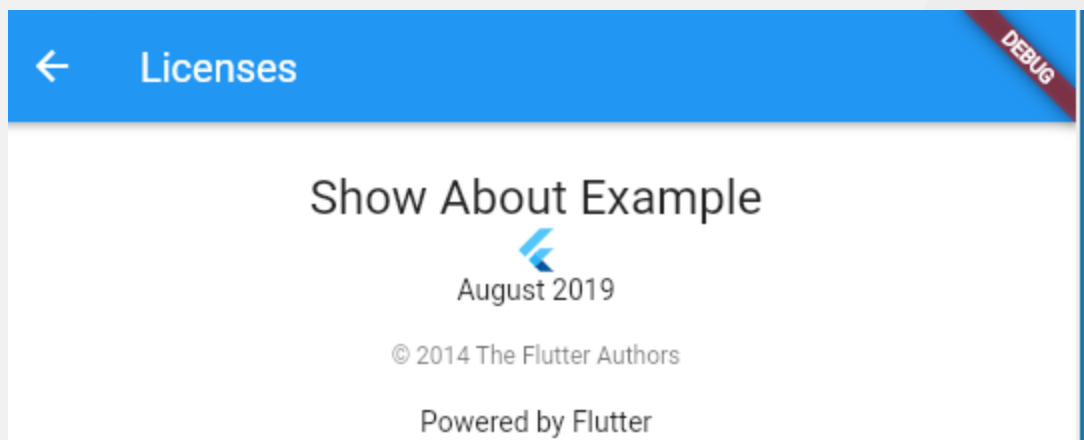 Licenses
DEBUG
Show About Example
August 2019
© 2014 The Flutter Authors
Powered by Flutter